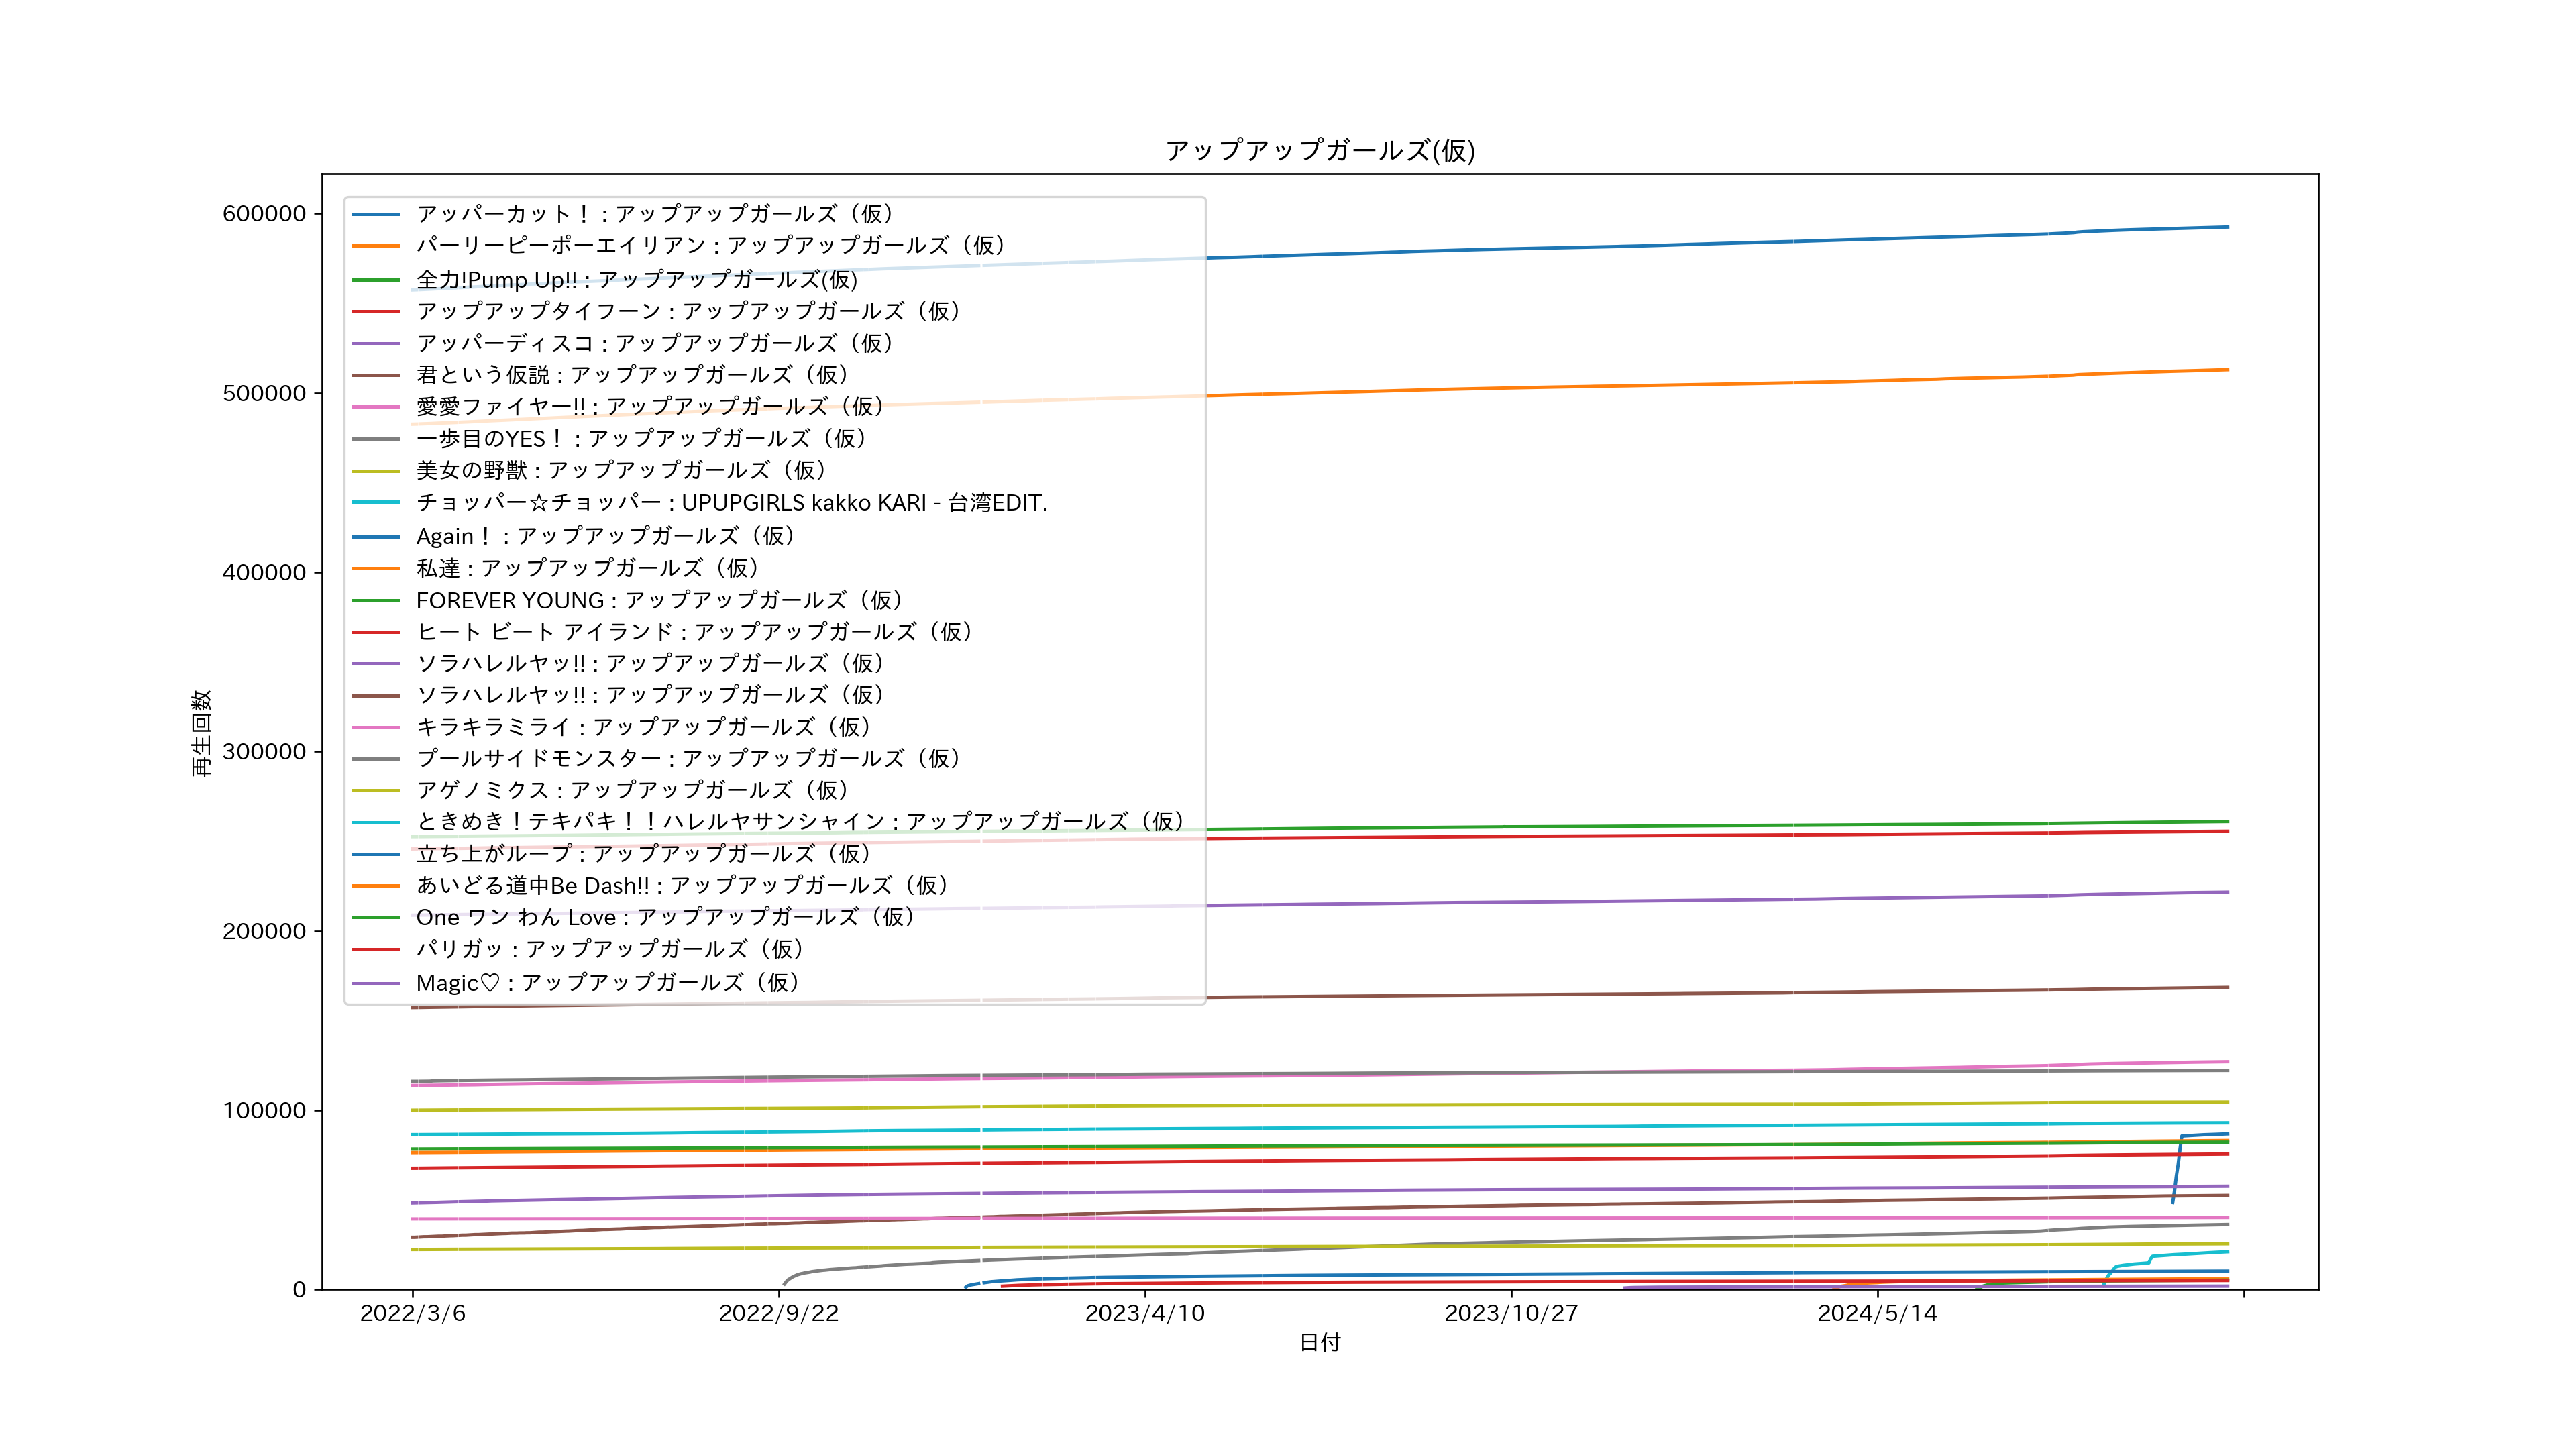 アップアップガールズ(仮)
600000
500000
400000
300000
200000
100000
0
再生回数
アッパーカット！ : アップアップガールズ（仮）
パーリーピーポーエイリアン : アップアップガールズ（仮）
全力!Pump Up!! : アップアップガールズ(仮)
アップアップタイフーン : アップアップガールズ（仮）
アッパーディスコ : アップアップガールズ（仮）
君という仮説 : アップアップガールズ（仮）
愛愛ファイヤー!! : アップアップガールズ（仮）
一歩目のYES！ : アップアップガールズ（仮）
美女の野獣 : アップアップガールズ（仮）
チョッパー☆チョッパー : UPUPGIRLS kakko KARI - 台湾EDIT.
Again！ : アップアップガールズ（仮）
私達 : アップアップガールズ（仮）
FOREVER YOUNG : アップアップガールズ（仮）
ヒート ビート アイランド : アップアップガールズ（仮）
ソラハレルヤッ!! : アップアップガールズ（仮）
ソラハレルヤッ!! : アップアップガールズ（仮）
キラキラミライ : アップアップガールズ（仮）
プールサイドモンスター : アップアップガールズ（仮）
アゲノミクス : アップアップガールズ（仮）
ときめき！テキパキ！！ハレルヤサンシャイン : アップアップガールズ（仮）
立ち上がループ : アップアップガールズ（仮）
あいどる道中Be Dash!! : アップアップガールズ（仮）
One ワン わん Love : アップアップガールズ（仮）
パリガッ : アップアップガールズ（仮）
Magic♡ : アップアップガールズ（仮）
2022/3/6
2022/9/22
2023/4/10
2023/10/27
2024/5/14
日付